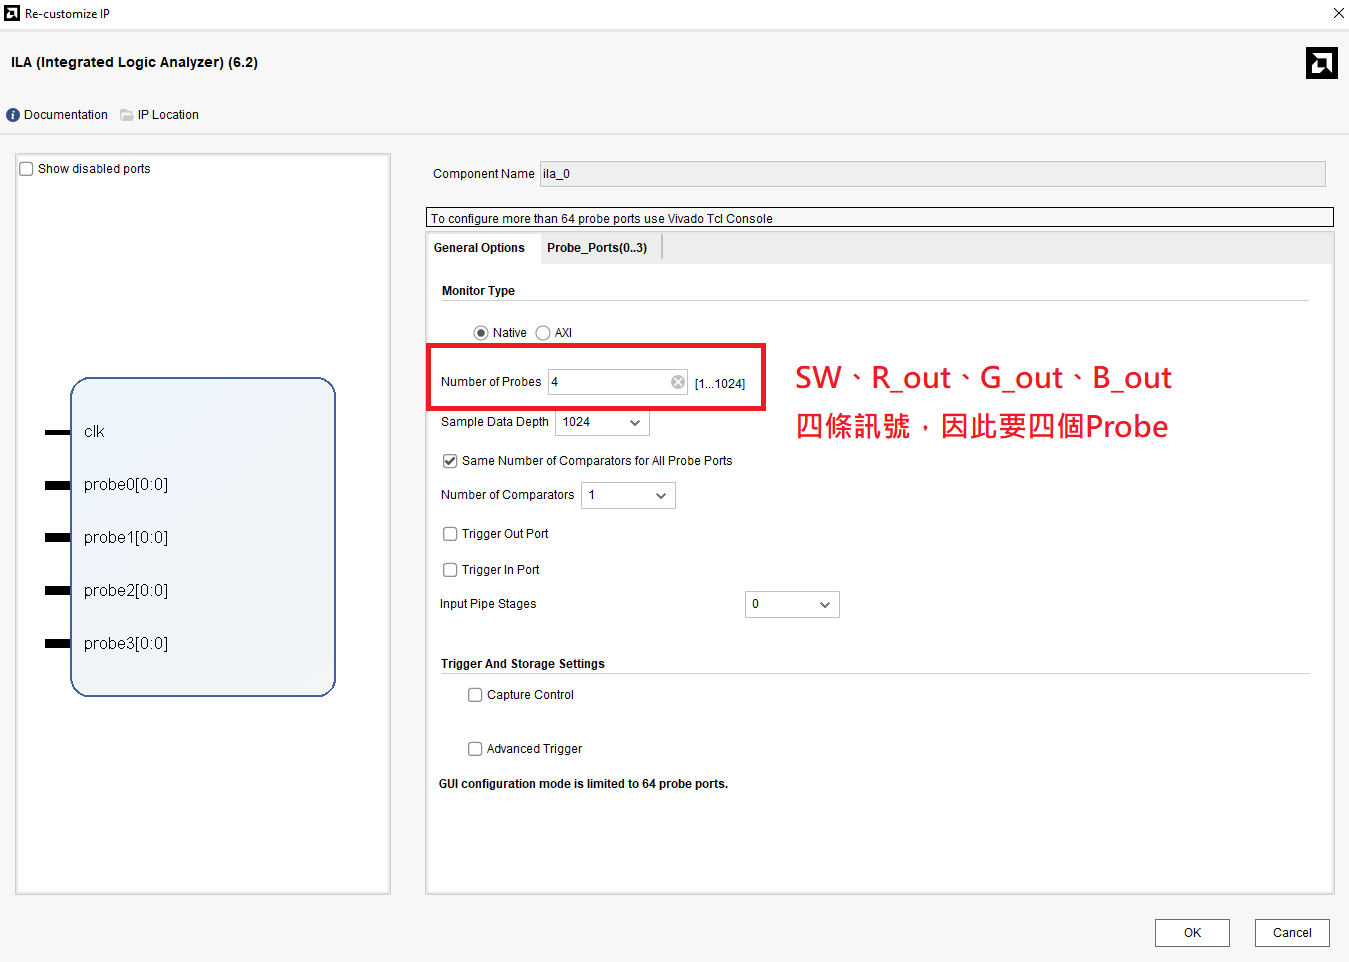 Re-customize IP
ILA (Integrated Logic Analyzer) (6.2)
Documentation
IP Location
Show disabled ports
clk
probe0[0:0]
probe1[0:0]
probe2[0:0]
probe3[0:0]
Component Name ila_0
To configure more than 64 probe ports use Vivado Tcl Console
General Options
Probe_Ports(0..3)
Monitor Type
Native AXI
Number of Probes 4 [1...1024]
SW、R_out、G_out、B_out
四條訊號，因此要四個Probe
Sample Data Depth 1024
Same Number of Comparators for All Probe Ports
Number of Comparators 1
Trigger Out Port
Trigger In Port
Input Pipe Stages 0
Trigger And Storage Settings
Capture Control
Advanced Trigger
GUI configuration mode is limited to 64 probe ports.
OK
Cancel